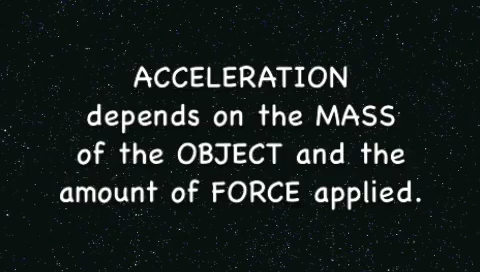 ACCELERATION
depends on the MASS
of the OBJECT and the
amount of FORCE applied.